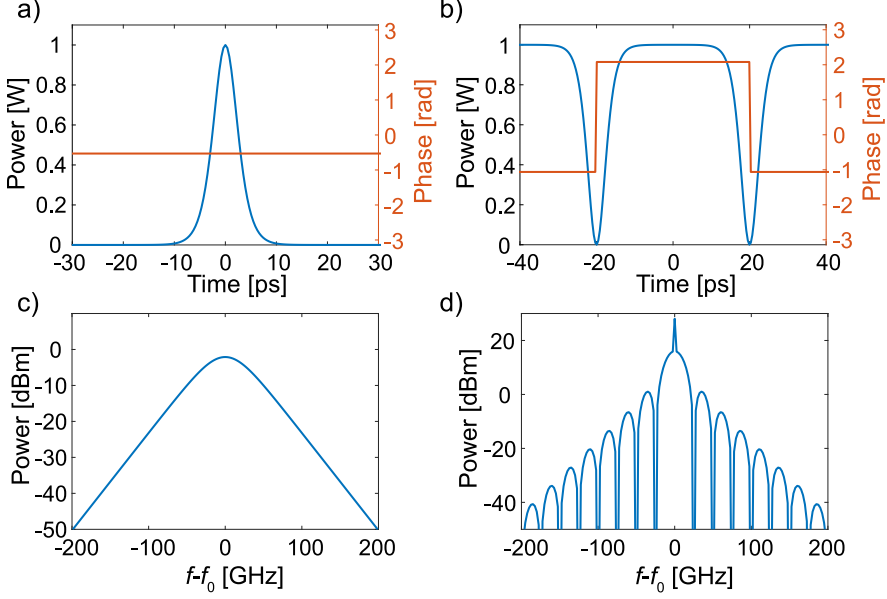 a)
Power [W]
1
0.8
0.6
0.4
0.2
0
3
2
1
0
-1
-2
-3
Phase [rad]
-30 -20 -10 0 10 20 30
Time [ps]
b)
Power [W]
1
0.8
0.6
0.4
0.2
0
3
2
1
0
-1
-2
-3
Phase [rad]
-40 -20 0 20 40
Time [ps]
c)
Power [dBm]
0
-10
-20
-30
-40
-50
-200 -100 0 100 200
f-f0 [GHz]
d)
Power [dBm]
20
0
-20
-40
-200 -100 0 100 200
f-f0 [GHz]